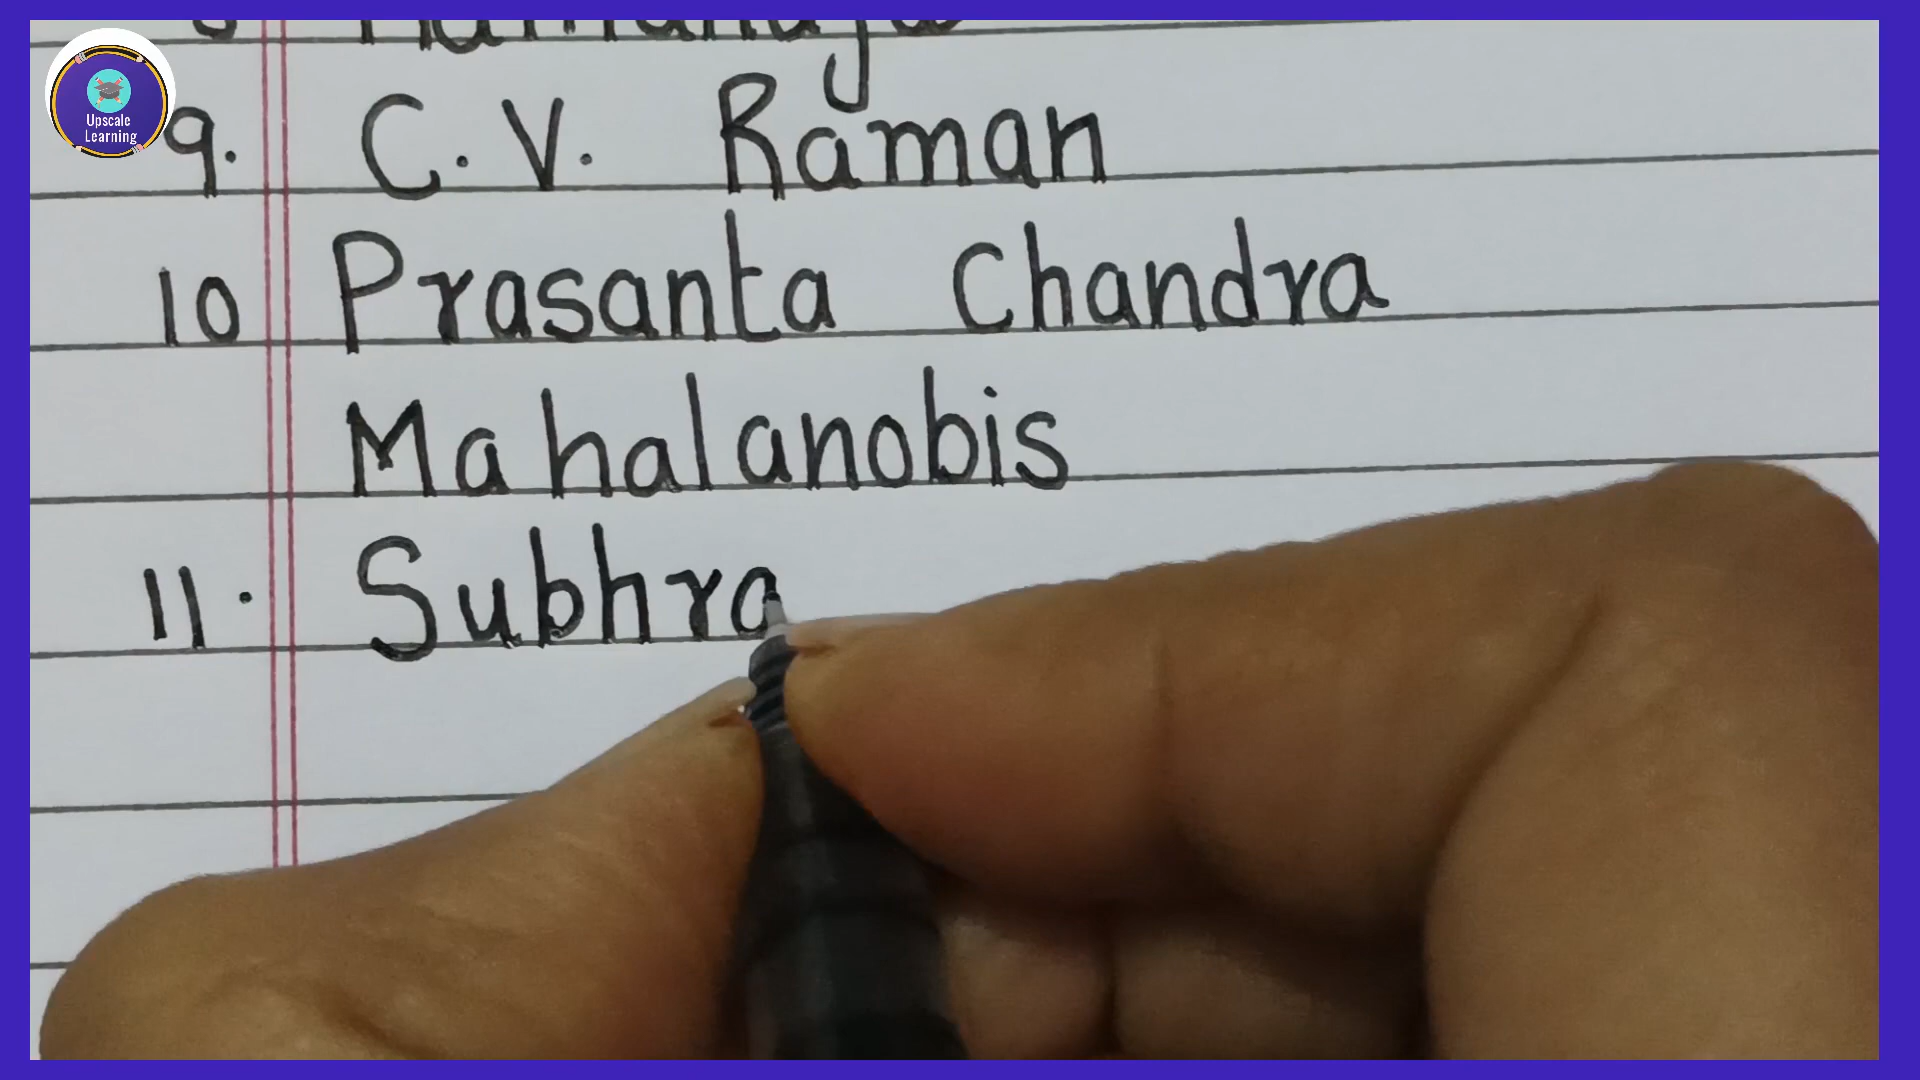 9. C. V. Raman
10 Prasanta Chandra
Mahalanobis
11. Subhra
Upscale
Learning